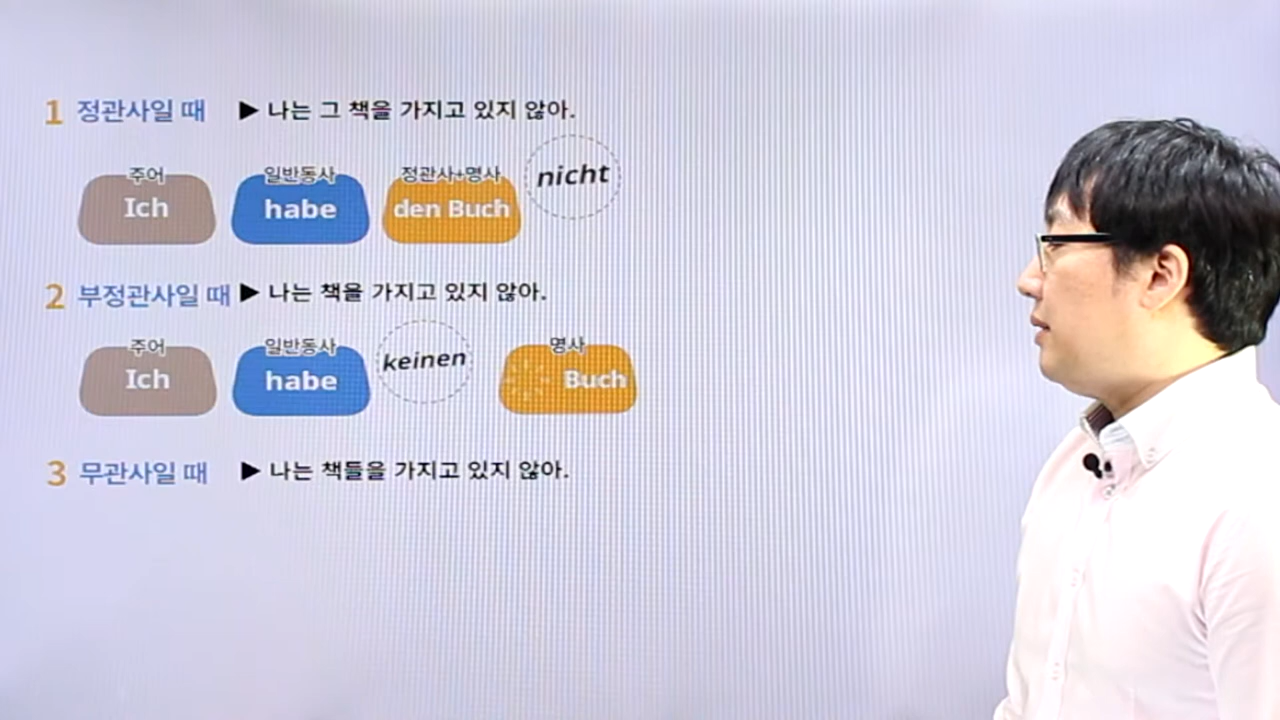 1 정관사일 때 ▶ 나는 그 책을 가지고 있지 않아.
주어 일반동사 정관사+명사
Ich habe den Buch nicht
2 부정관사일 때 ▶ 나는 책을 가지고 있지 않아.
주어 일반동사 명사
Ich habe keinen Buch
3 무관사일 때 ▶ 나는 책들을 가지고 있지 않아.